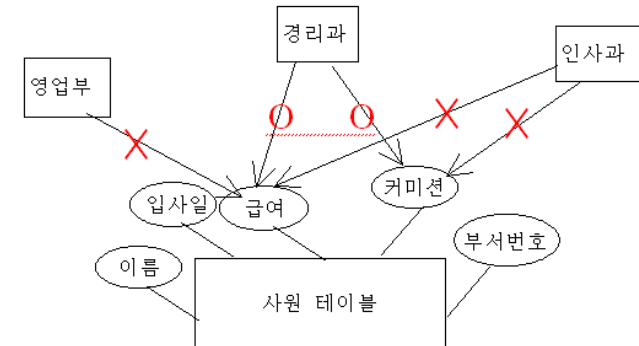 경리과
인사과
영업부
O O X X
X
커미션
입사일
급여
부서번호
이름
사원 테이블